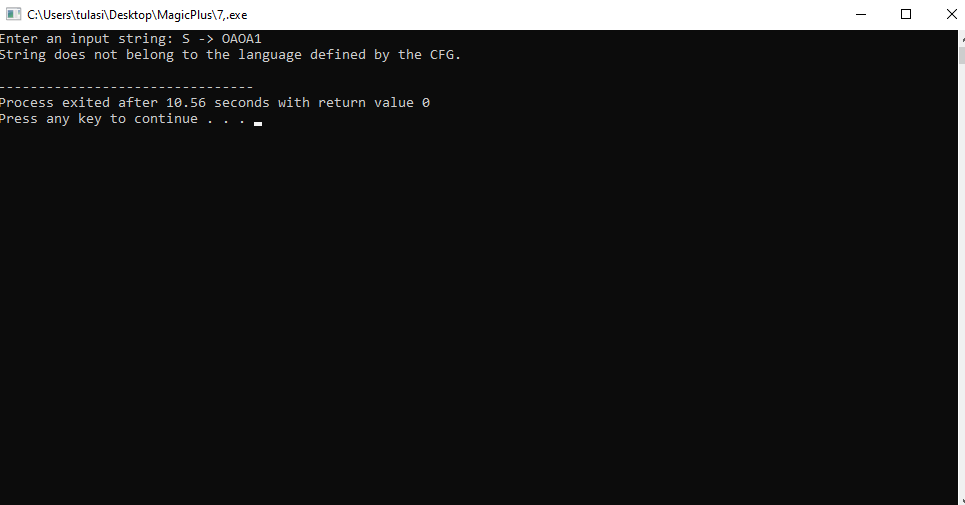 C:\Users\tulasi\Desktop\MagicPlus\7,.exe
Enter an input string: S -> OAOA1
String does not belong to the language defined by the CFG.
--------------------------------
Process exited after 10.56 seconds with return value 0
Press any key to continue . . .